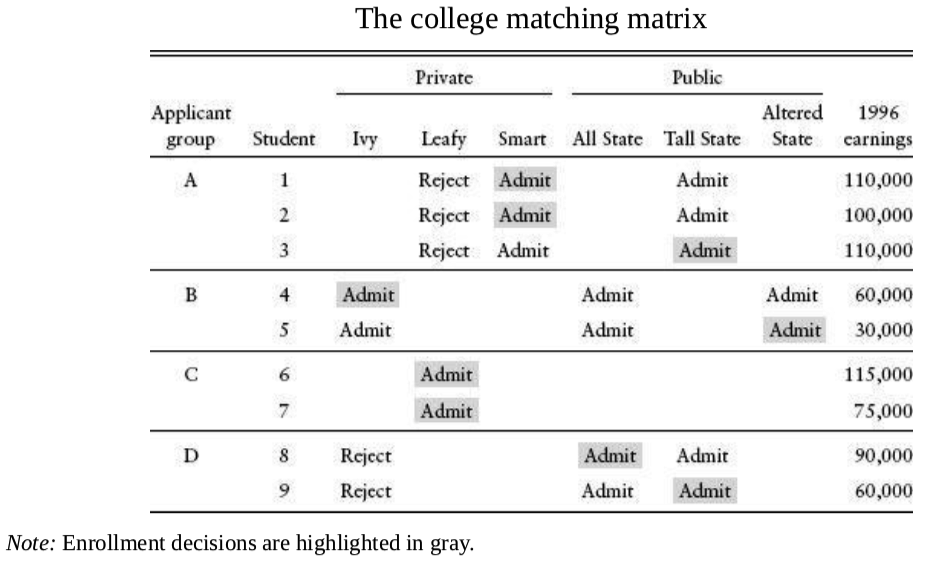 The college matching matrix
Private Public
Applicant Altered 1996
group Student Ivy Leafy Smart All State Tall State State earnings
A 1 Reject Admit Admit 110,000
2 Reject Admit Admit 100,000
3 Reject Admit Admit 110,000
B 4 Admit Admit Admit 60,000
5 Admit Admit Admit 30,000
C 6 Admit 115,000
7 Admit 75,000
D 8 Reject Admit Admit 90,000
9 Reject Admit Admit 60,000
Note: Enrollment decisions are highlighted in gray.